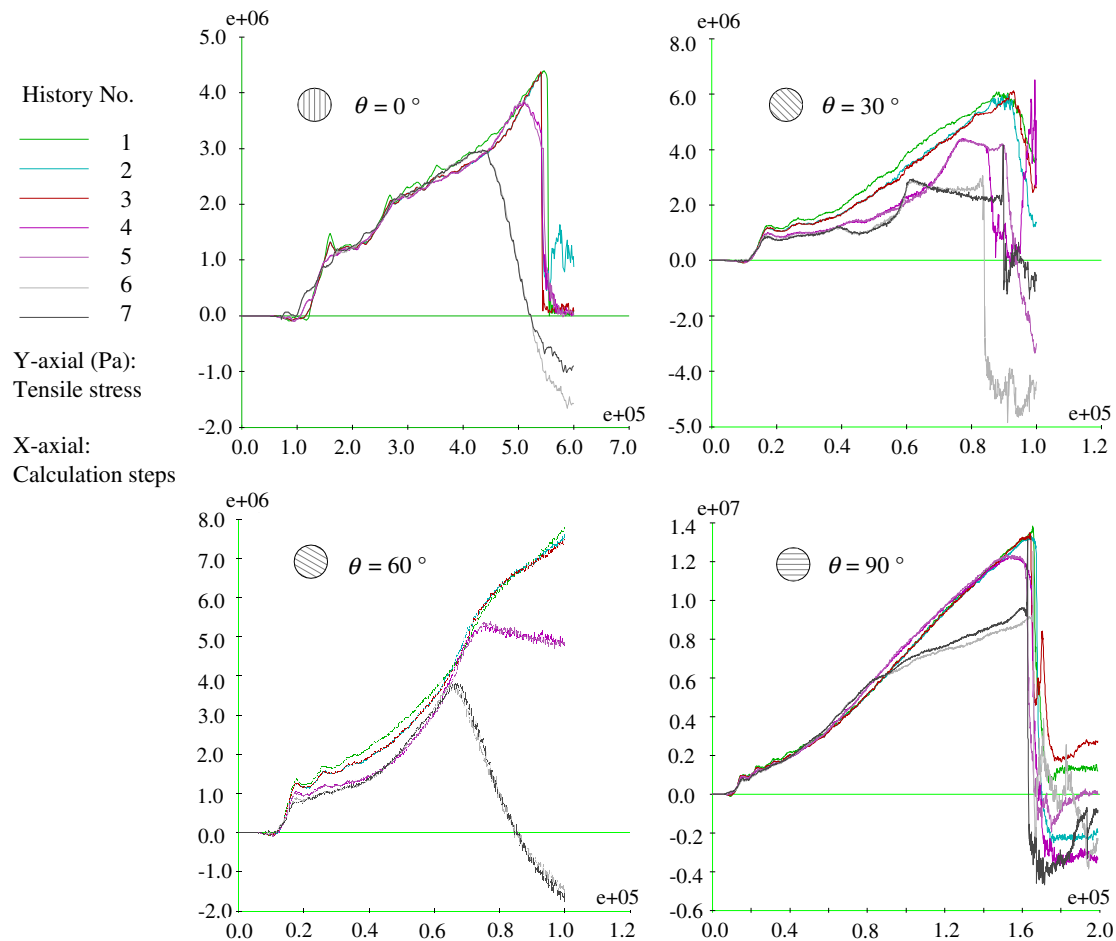 History No.
1
2
3
4
5
6
7
Y-axial (Pa):
Tensile stress
X-axial:
Calculation steps
e+06
5.0
4.0
3.0
2.0
1.0
0.0
-1.0
-2.0
θ = 0 °
e+05
0.0 1.0 2.0 3.0 4.0 5.0 6.0 7.0
e+06
8.0
6.0
4.0
2.0
0.0
-2.0
-4.0
-5.0
θ = 30 °
e+05
0.0 0.2 0.4 0.6 0.8 1.0 1.2
e+06
8.0
7.0
6.0
5.0
4.0
3.0
2.0
1.0
0.0
-1.0
-2.0
θ = 60 °
e+05
0.0 0.2 0.4 0.6 0.8 1.0 1.2
e+07
1.4
1.2
1.0
0.8
0.6
0.4
0.2
0.0
-0.2
-0.4
-0.6
θ = 90 °
e+05
0.0 0.4 0.8 1.2 1.6 2.0